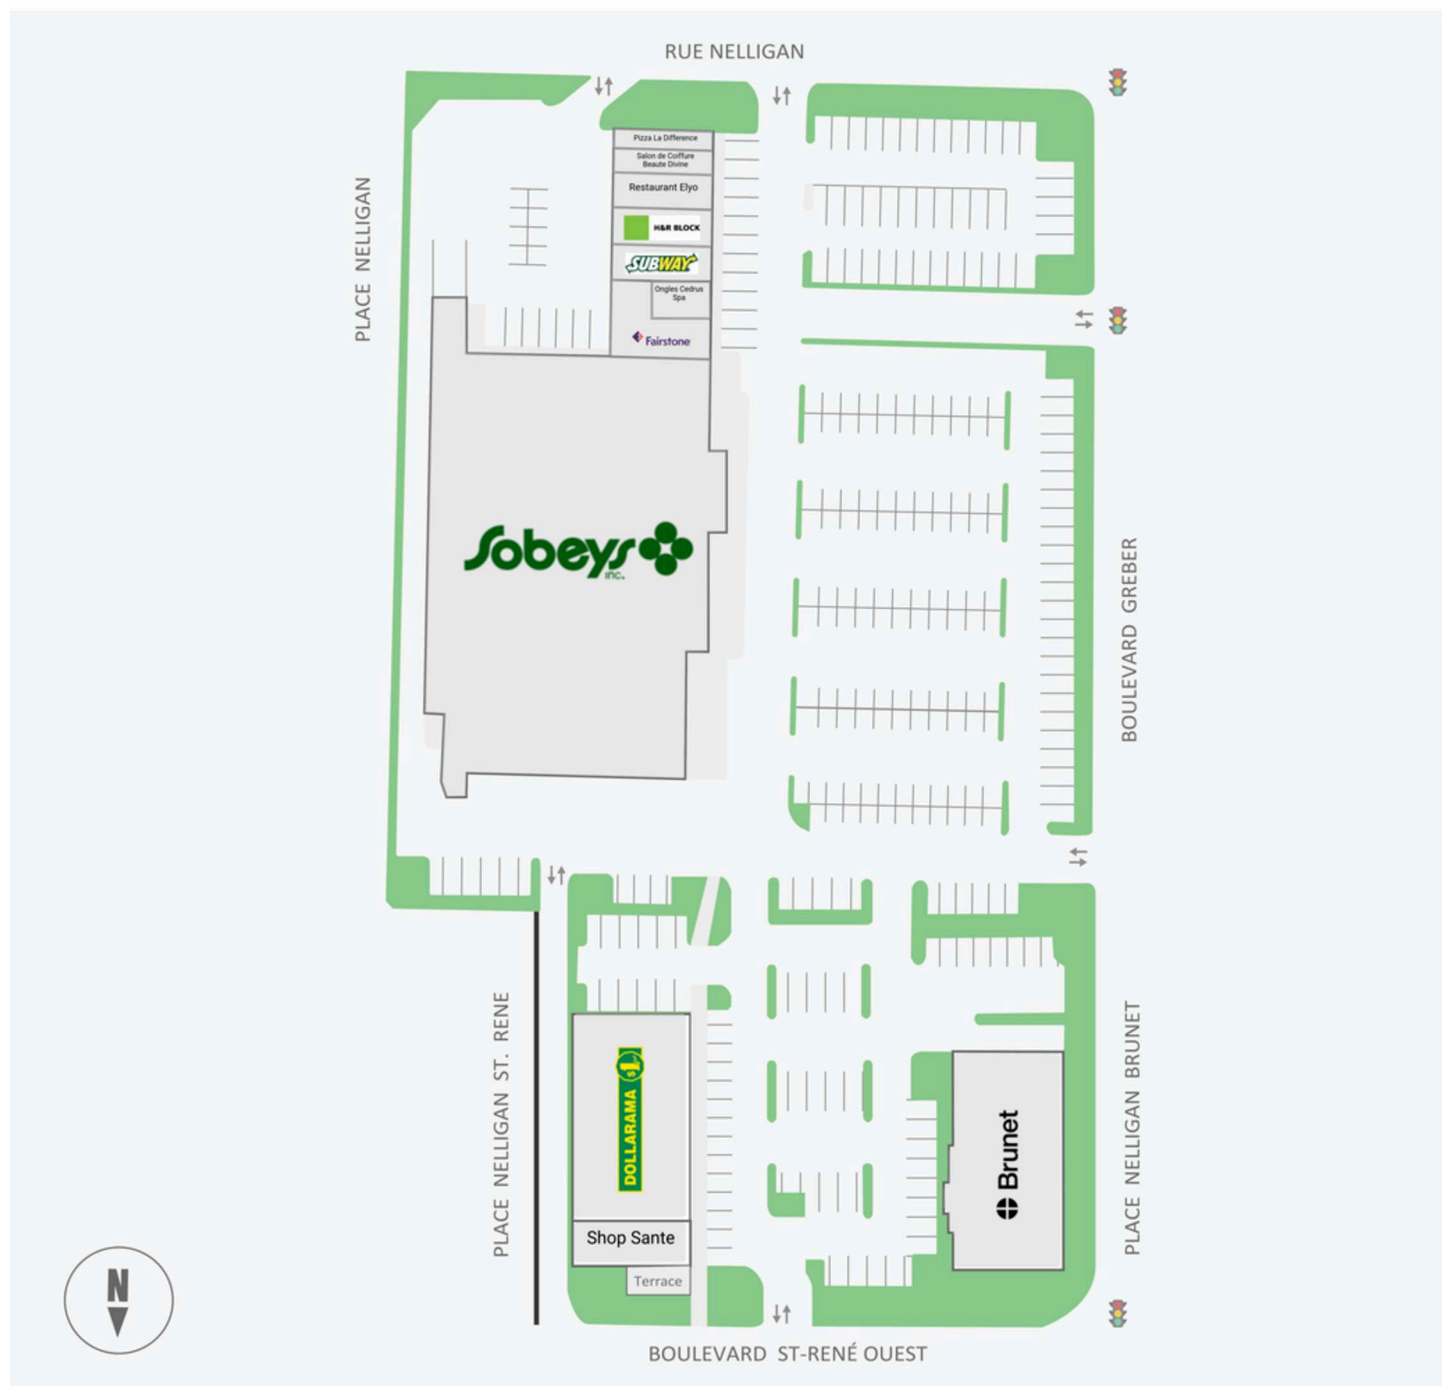 RUE NELLIGAN
Pizza La Difference
Salon de Coiffure
Beaute Divine
Restaurant Elyo
H&R BLOCK
SUBWAY
Ongles Cedrus
Spa
Fairstone
PLACE NELLIGAN
Sobeys
INC.
BOULEVARD GREBER
PLACE NELLIGAN ST. RENE
DOLLARAMA $1
Shop Sante
Terrace
Brunet
PLACE NELLIGAN BRUNET
N
BOULEVARD ST-RENÉ OUEST